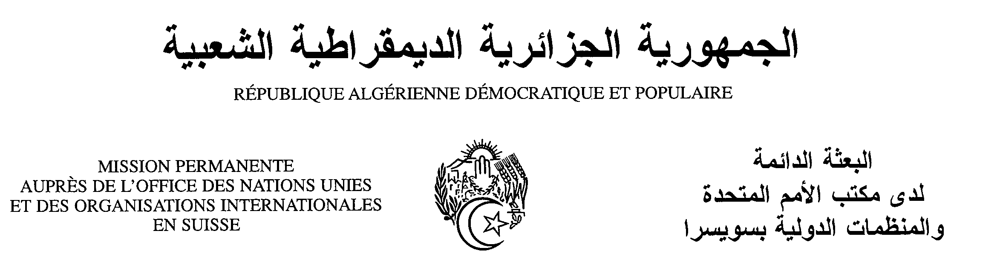 الجمهورية الجزائرية الديمقراطية الشعبية
RÉPUBLIQUE ALGÉRIENNE DÉMOCRATIQUE ET POPULAIRE
MISSION PERMANENTE
AUPRÈS DE L'OFFICE DES NATIONS UNIES
ET DES ORGANISATIONS INTERNATIONALES
EN SUISSE
البعثة الدائمة
لدى مكتب الأمم المتحدة
والمنظمات الدولية بسويسرا